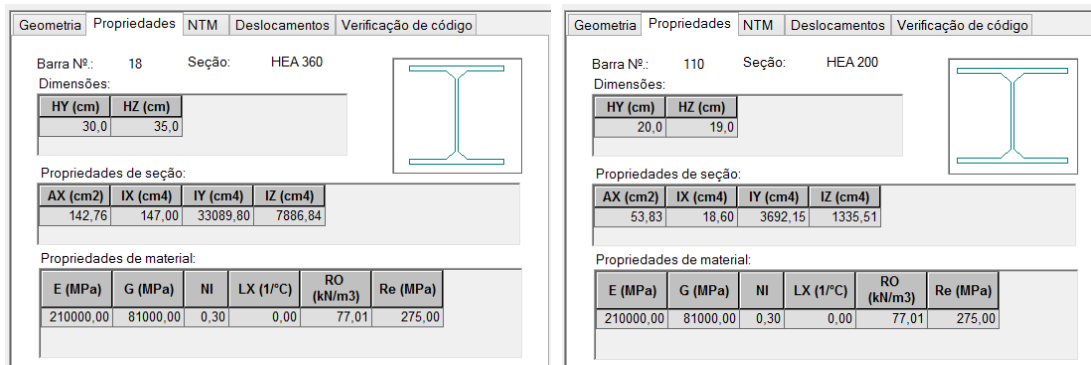 Geometria Propriedades NTM Deslocamentos Verificação de código
Barra Nº.: 18 Seção: HEA 360
Dimensões:
HY (cm) HZ (cm)
30,0 35,0
Propriedades de seção:
AX (cm2) IX (cm4) IY (cm4) IZ (cm4)
142,76 147,00 33089,80 7886,84
Propriedades de material:
E (MPa) G (MPa) NI LX (1/°C) RO (kN/m3) Re (MPa)
210000,00 81000,00 0,30 0,00 77,01 275,00
Geometria Propriedades NTM Deslocamentos Verificação de código
Barra Nº.: 110 Seção: HEA 200
Dimensões:
HY (cm) HZ (cm)
20,0 19,0
Propriedades de seção:
AX (cm2) IX (cm4) IY (cm4) IZ (cm4)
53,83 18,60 3692,15 1335,51
Propriedades de material:
E (MPa) G (MPa) NI LX (1/°C) RO (kN/m3) Re (MPa)
210000,00 81000,00 0,30 0,00 77,01 275,00